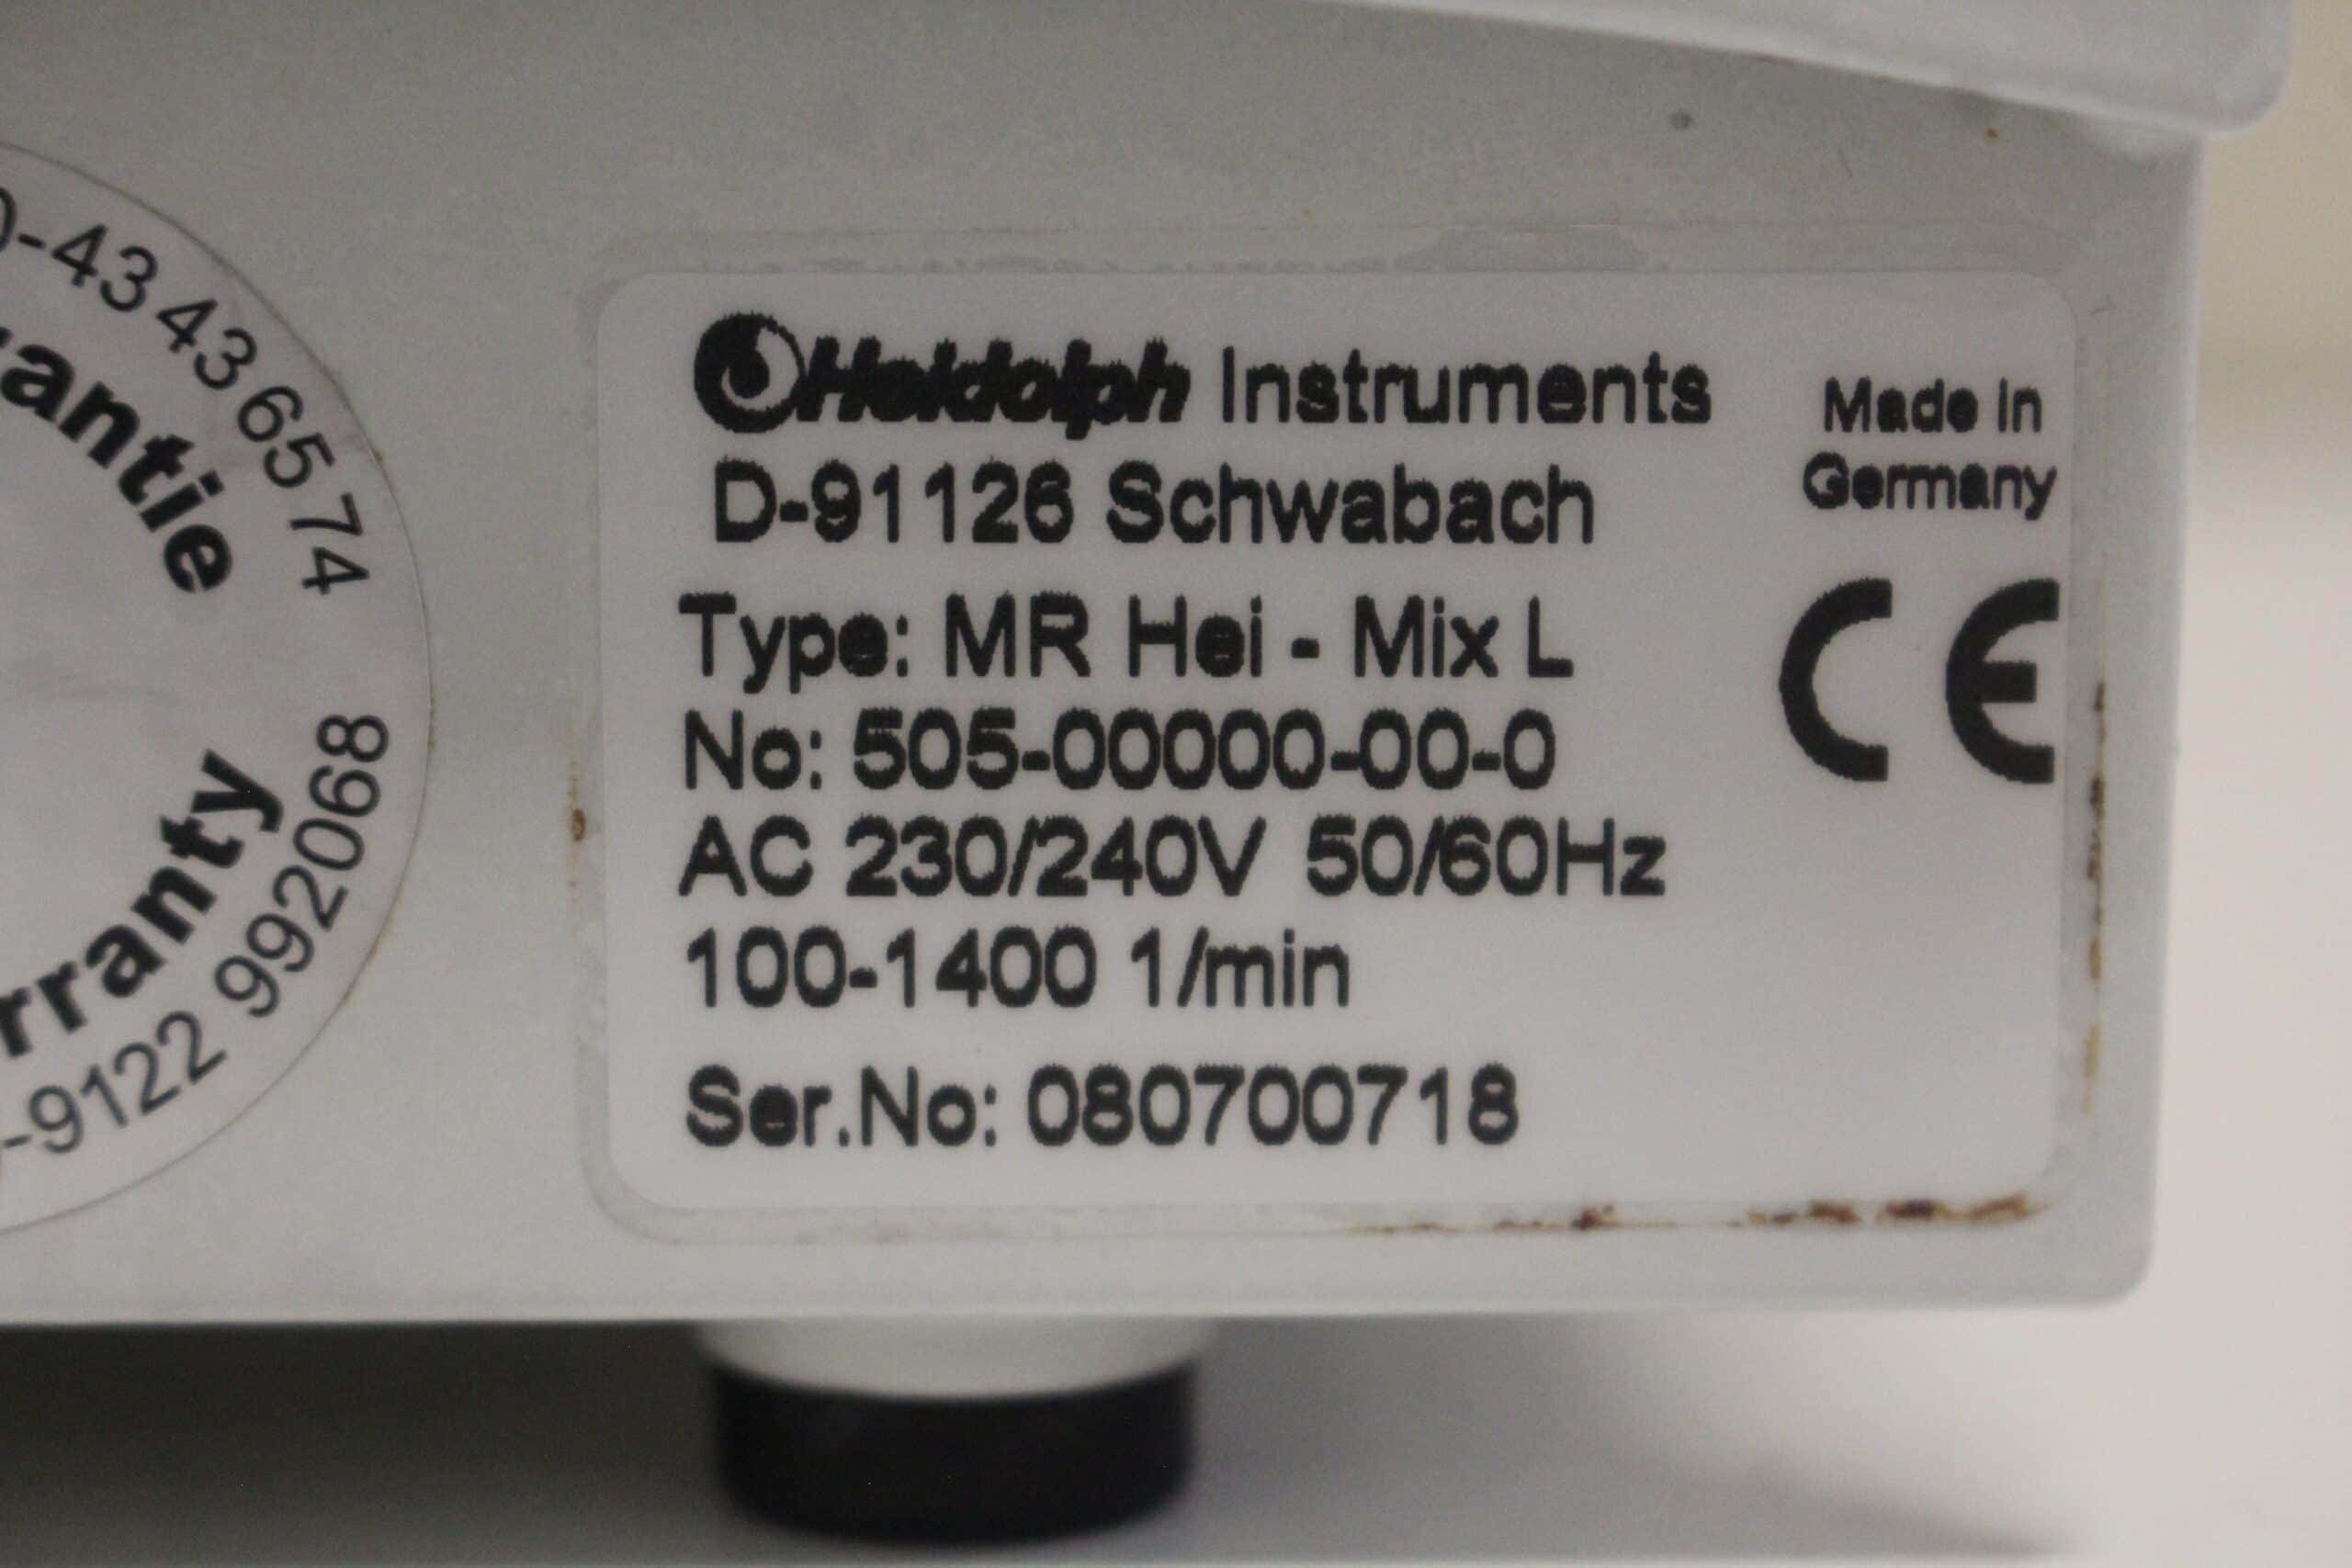 -43 43 65 74
antie
rranty
-9122 992068
Heidolph Instruments
D-91126 Schwabach
Made in
Germany
Type: MR Hei - Mix L
CE
No: 505-00000-00-0
AC 230/240V 50/60Hz
100-1400 1/min
Ser.No: 080700718